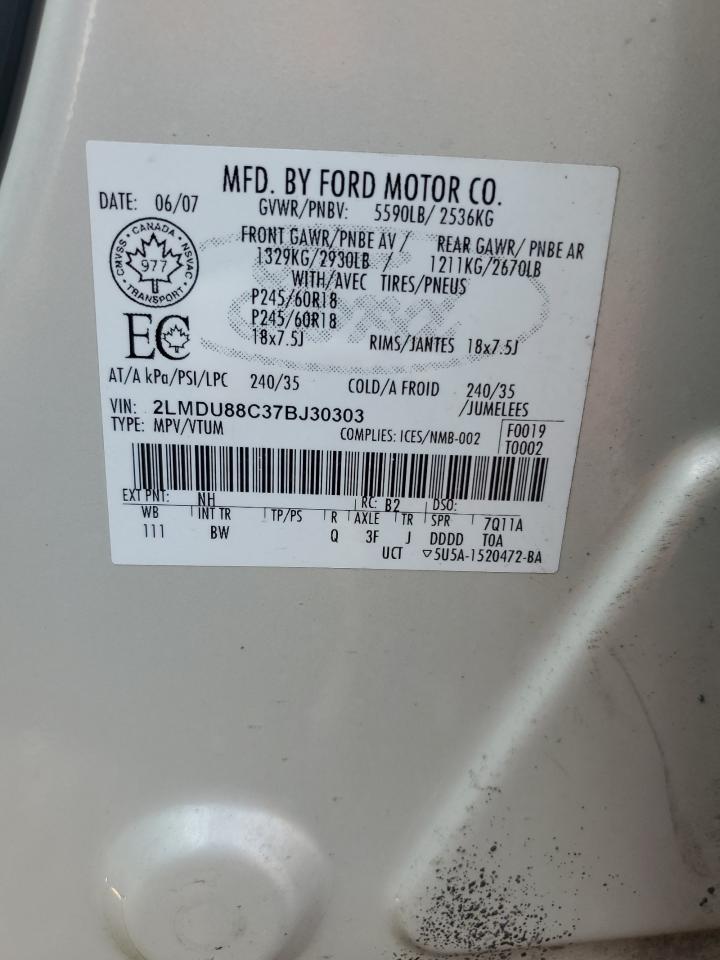 MFD. BY FORD MOTOR CO.
DATE: 06/07
GVWR/PNBV: 5590LB/ 2536KG
FRONT GAWR/PNBE AV / REAR GAWR/ PNBE AR
1329KG/2930LB / 1211KG/2670LB
WITH/AVEC TIRES/PNEUS
P245/60R18
P245/60R18
18x7.5J RIMS/JANTES 18x7.5J
CANADA
CMVSS 977 NSVAC
TRANSPORT
EC
AT/A kPa/PSI/LPC 240/35 COLD/A FROID 240/35
/JUMELEES
VIN: 2LMDU88C37BJ30303
TYPE: MPV/VTUM COMPLIES: ICES/NMB-002
F0019
T0002
EXT PNT: NH RC: B2 DSO:
WB INT TR TP/PS R AXLE TR SPR 7Q11A
111 BW Q 3F J DDDD TOA
UCT ▽5U5A-1520472-BA